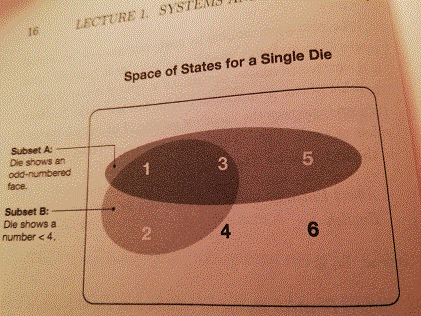 16 LECTURE 1. SYSTEMS
Space of States for a Single Die
Subset A:
Die shows an
odd-numbered
face.
1 3 5
Subset B:
Die shows a
number < 4.
2 4 6